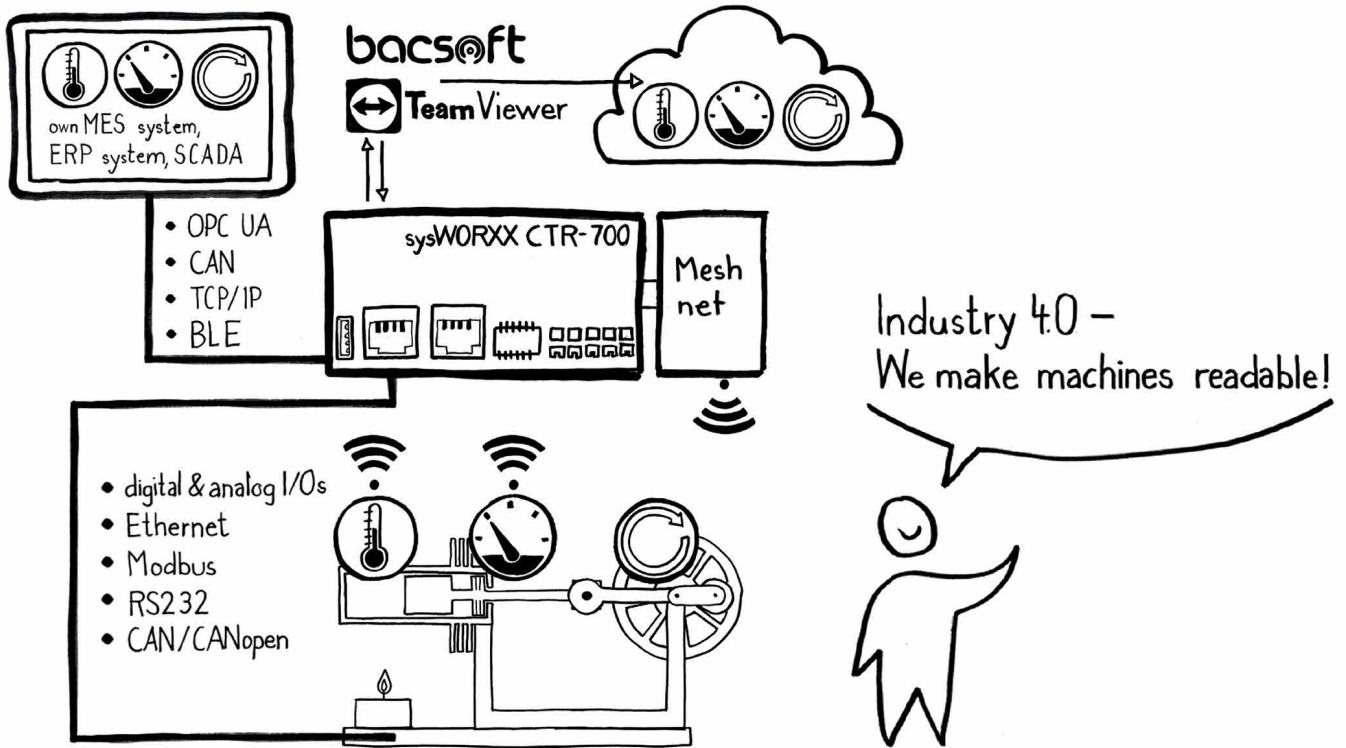 own MES system,
ERP system, SCADA
bacsoft
TeamViewer
• OPC UA
• CAN
• TCP/IP
• BLE
sysWORXX CTR-700
Mesh
net
Industry 4.0 –
We make machines readable!
• digital & analog I/Os
• Ethernet
• Modbus
• RS232
• CAN/CANopen